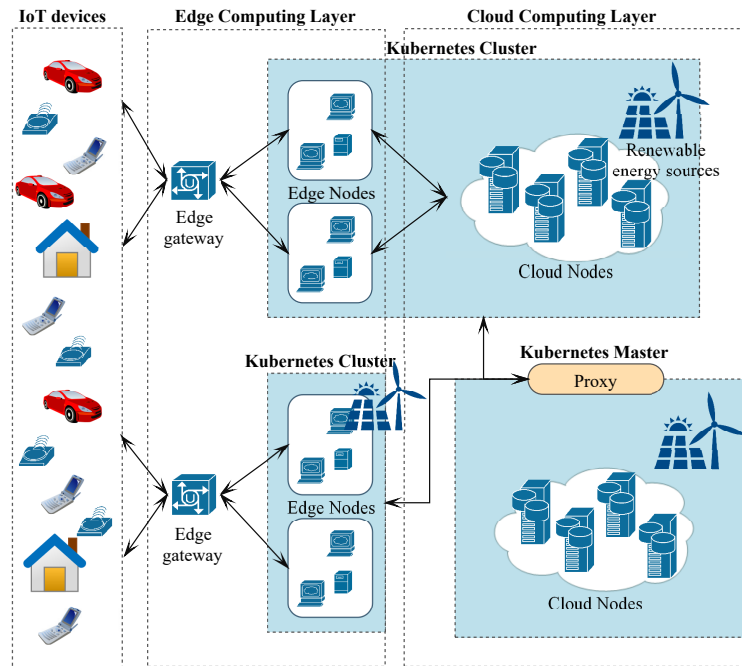 IoT devices
Edge Computing Layer
Cloud Computing Layer
Kubernetes Cluster
Renewable
energy sources
Edge Nodes
Edge
gateway
Cloud Nodes
Kubernetes Cluster
Kubernetes Master
Proxy
Edge Nodes
Edge
gateway
Cloud Nodes